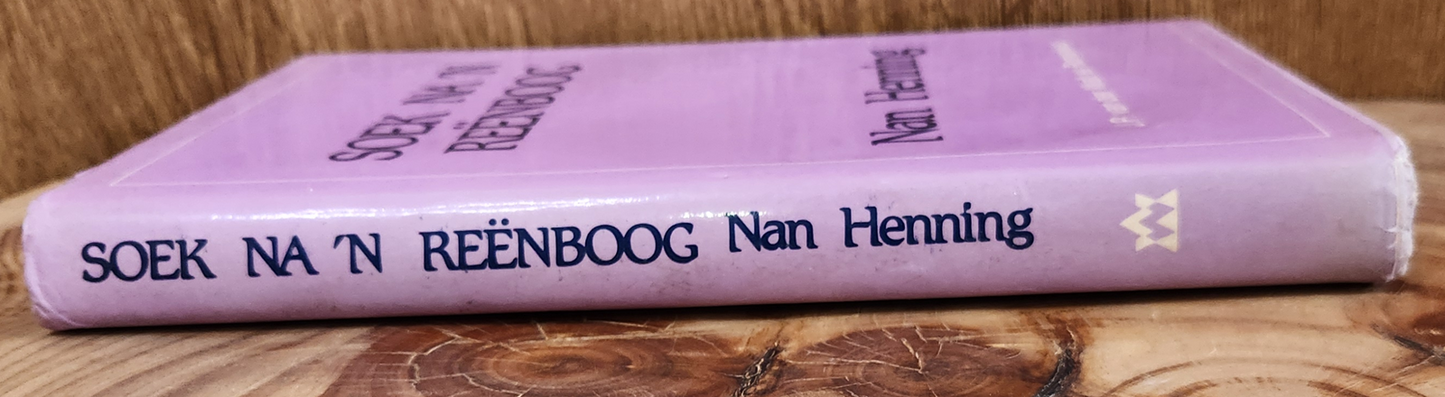 SOEK NA 'N
REËNBOOG
Nan Henning
SOEK NA 'N REËNBOOG Nan Henning